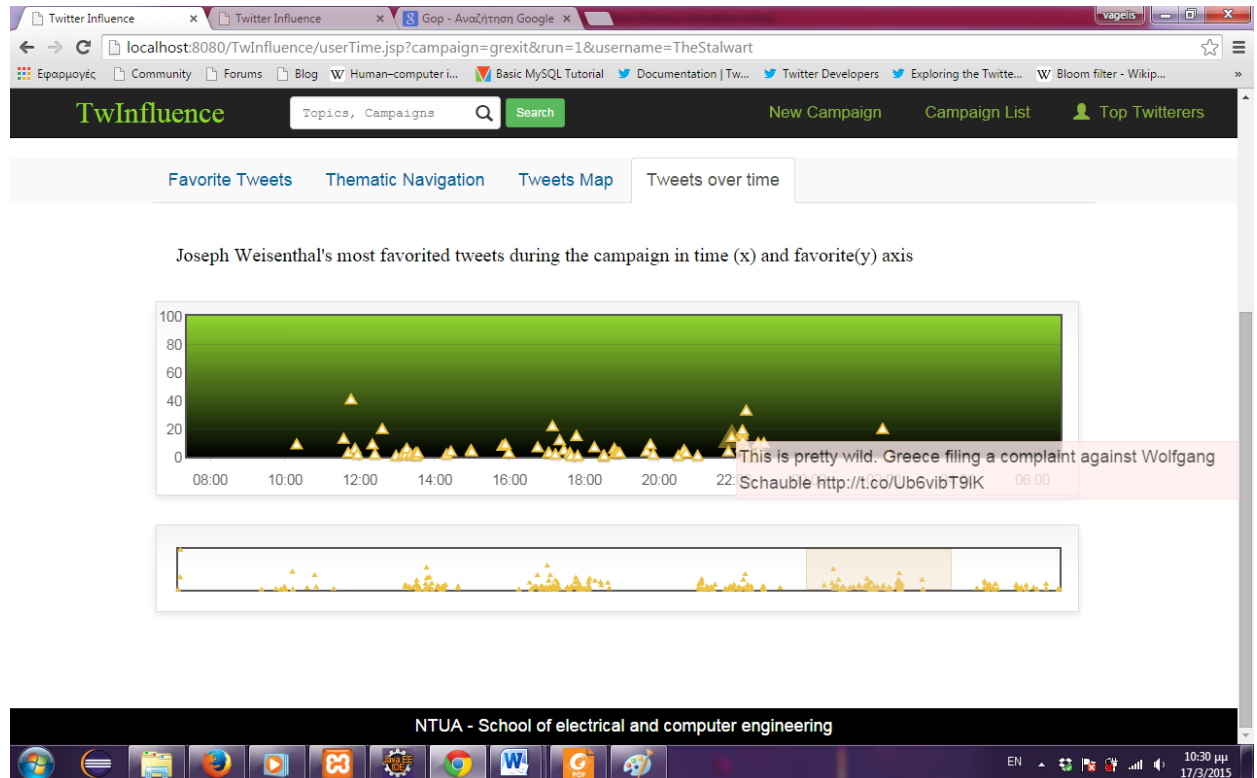 Twitter Influence
Twitter Influence
Gop - Αναζήτηση Google
vagelis
localhost:8080/TwInfluence/userTime.jsp?campaign=grexit&run=1&username=TheStalwart
Εφαρμογές Community Forums Blog Human–computer i... Basic MySQL Tutorial Documentation | Tw... Twitter Developers Exploring the Twitte... Bloom filter - Wikip... »
TwInfluence Topics, Campaigns Search New Campaign Campaign List Top Twitterers
Favorite Tweets Thematic Navigation Tweets Map Tweets over time
Joseph Weisenthal's most favorited tweets during the campaign in time (x) and favorite(y) axis
100
80
60
40
20
0
This is pretty wild. Greece filing a complaint against Wolfgang
Schauble http://t.co/Ub6vibT9lK
08:00 10:00 12:00 14:00 16:00 18:00 20:00 22: 06:00
NTUA - School of electrical and computer engineering
Java EE
IDE
PDF
EN 10:30 μμ
17/3/2015